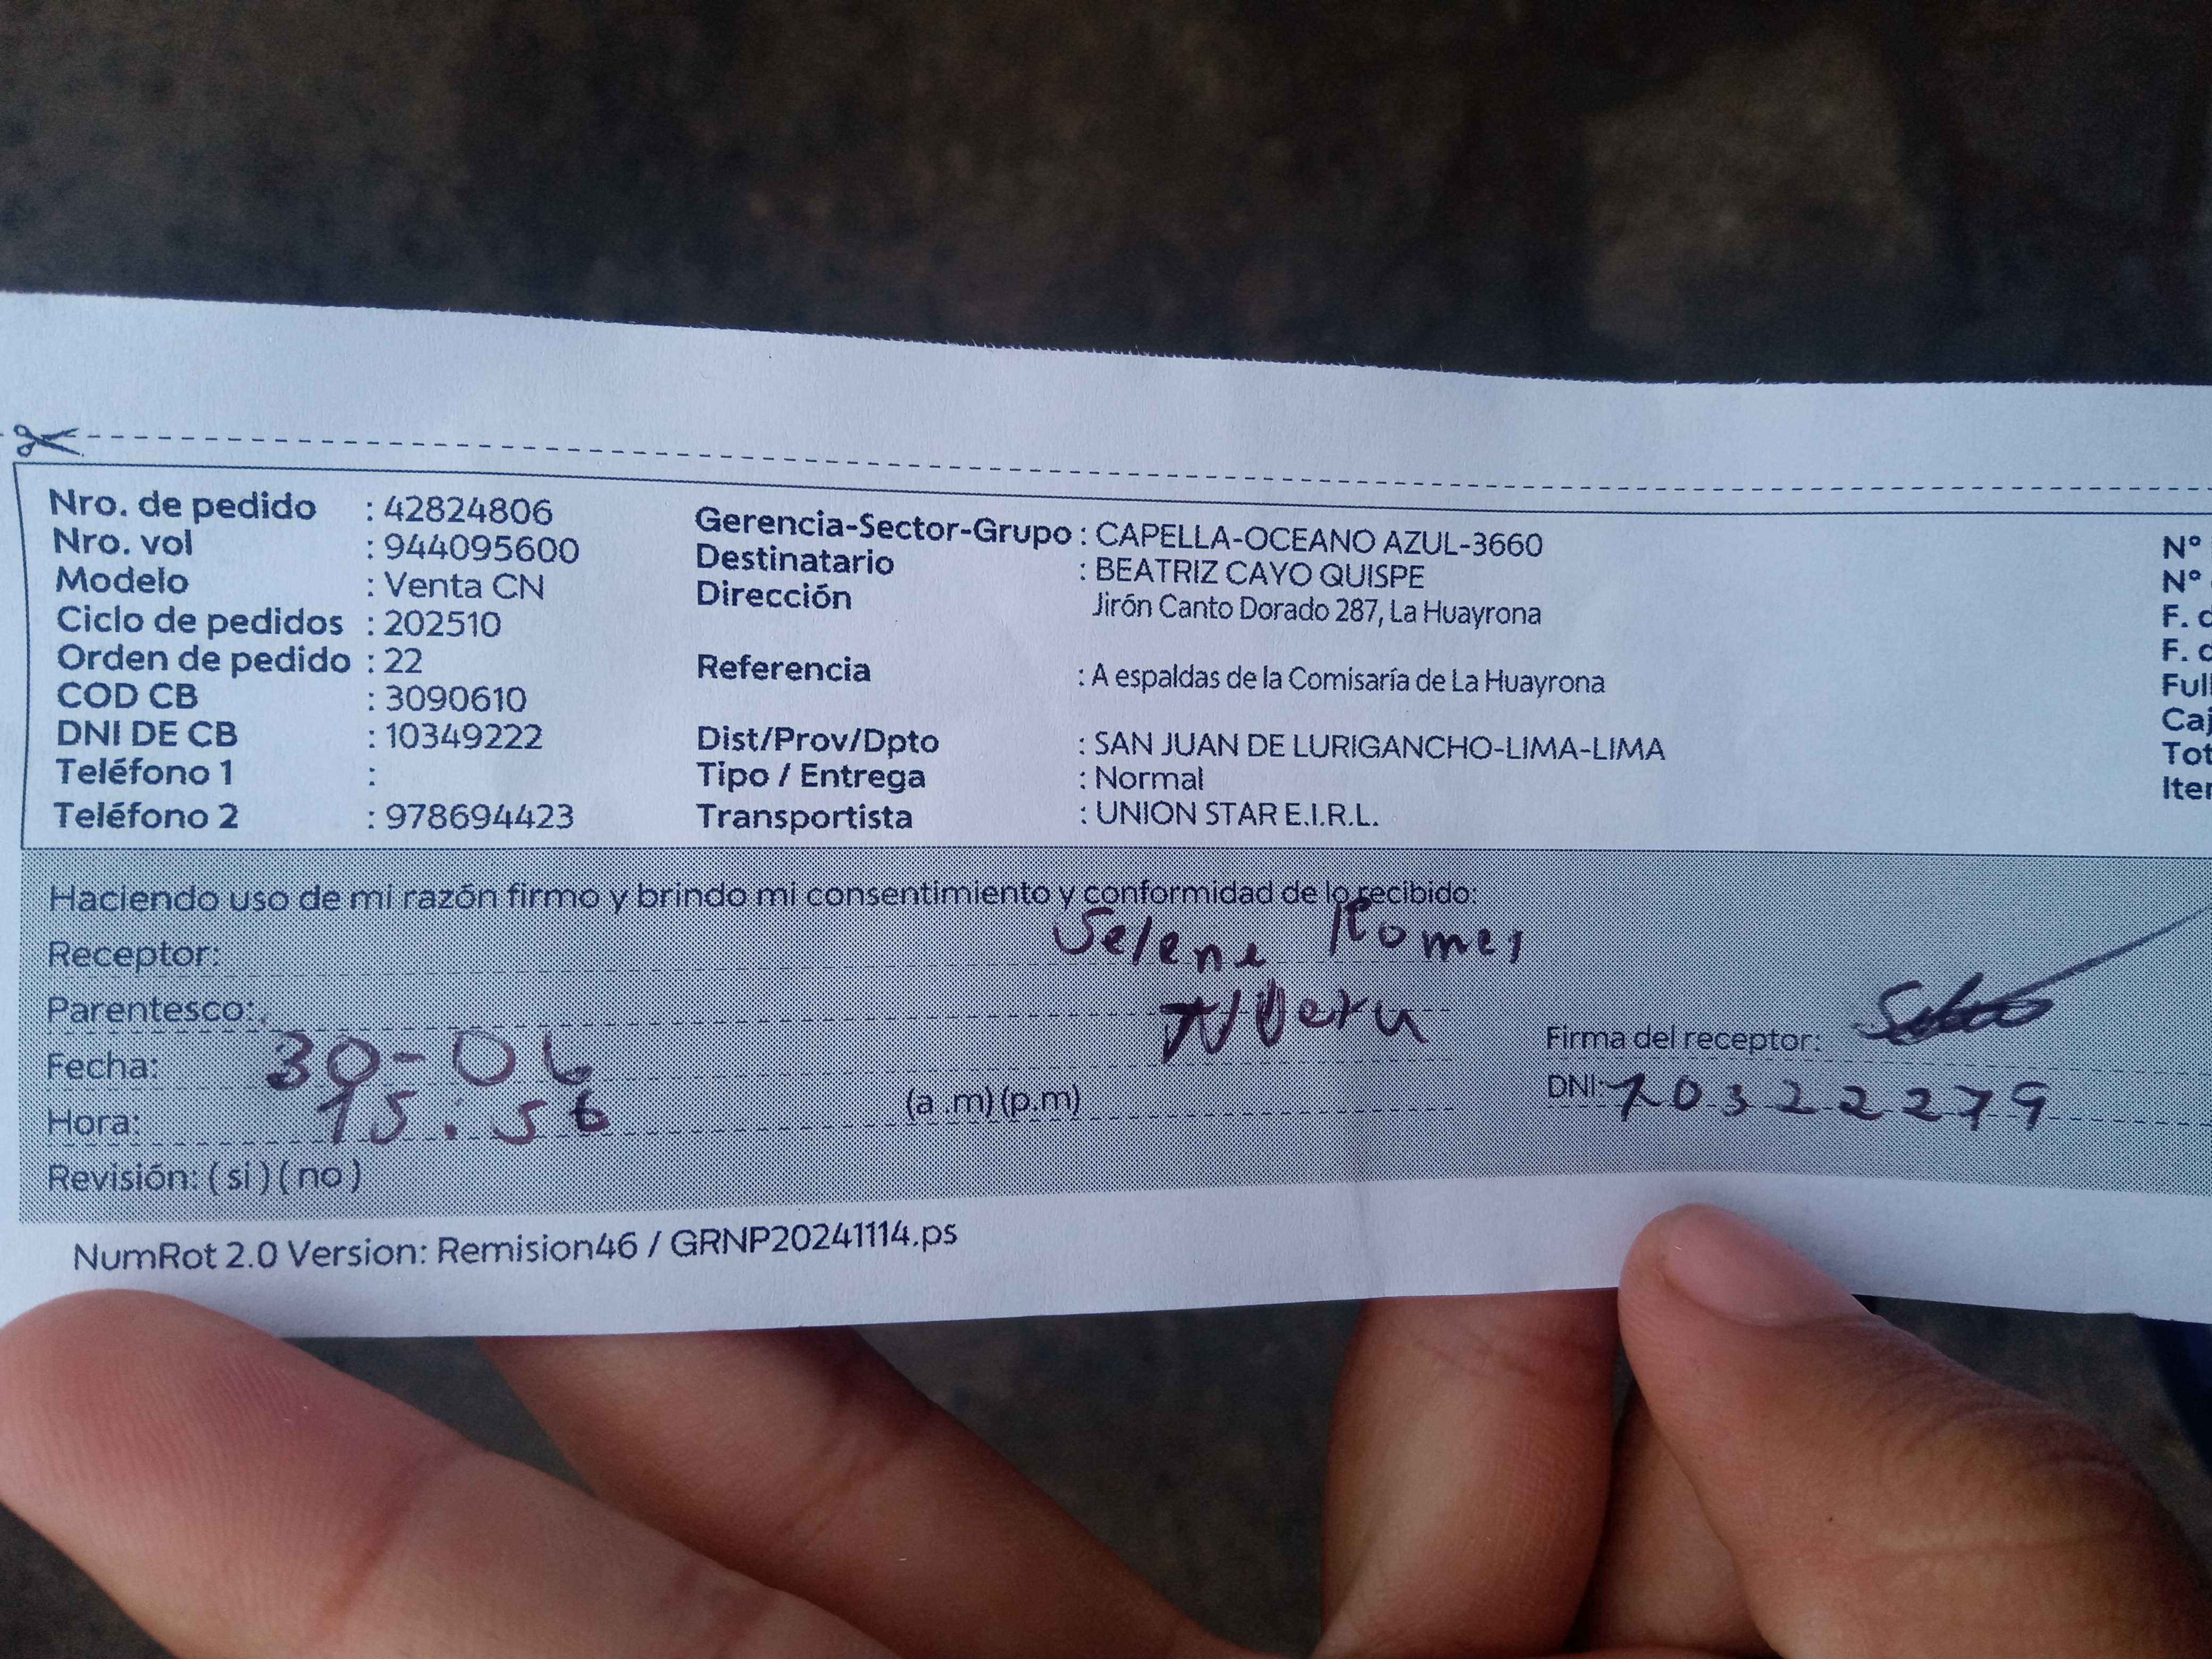 Nro. de pedido : 42824806
Nro. vol : 944095600
Modelo : Venta CN
Ciclo de pedidos : 202510
Orden de pedido : 22
COD CB : 3090610
DNI DE CB : 10349222
Teléfono 1 :
Teléfono 2 : 978694423
Gerencia-Sector-Grupo : CAPELLA-OCEANO AZUL-3660
Destinatario : BEATRIZ CAYO QUISPE
Dirección Jirón Canto Dorado 287, La Huayrona
Referencia : A espaldas de la Comisaría de La Huayrona
Dist/Prov/Dpto : SAN JUAN DE LURIGANCHO-LIMA-LIMA
Tipo / Entrega : Normal
Transportista : UNION STAR E.I.R.L.
N°
N°
F. d
F. d
Full
Caj
Tot
Iter
Haciendo uso de mi razón firmo y brindo mi consentimiento y conformidad de lo recibido:
Receptor: Selene
Parentesco:
Fecha: 30-06
Hora: 15:56 (a.m) (p.m)
Revisión: ( si ) ( no )
Firma del receptor:
DNI: 70322279
NumRot 2.0 Version: Remision46 / GRNP20241114.ps